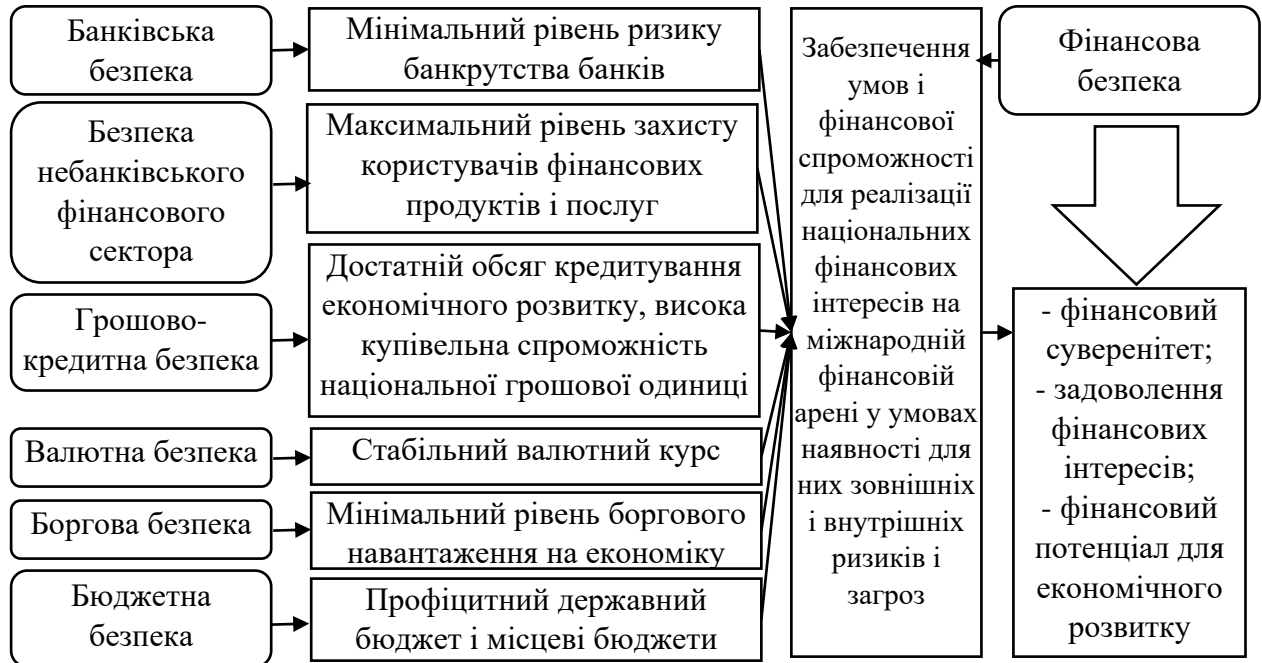 Банківська
безпека
Мінімальний рівень ризику
банкрутства банків
Безпека
небанківського
фінансового
сектора
Максимальний рівень захисту
користувачів фінансових
продуктів і послуг
Грошово-
кредитна безпека
Достатній обсяг кредитування
економічного розвитку, висока
купівельна спроможність
національної грошової одиниці
Валютна безпека
Стабільний валютний курс
Боргова безпека
Мінімальний рівень боргового
навантаження на економіку
Бюджетна
безпека
Профіцитний державний
бюджет і місцеві бюджети
Забезпечення
умов і
фінансової
спроможності
для реалізації
національних
фінансових
інтересів на
міжнародній
фінансовій
арені у умовах
наявності для
них зовнішніх
і внутрішніх
ризиків і
загроз
Фінансова
безпека
- фінансовий
суверенітет;
- задоволення
фінансових
інтересів;
- фінансовий
потенціал для
економічного
розвитку